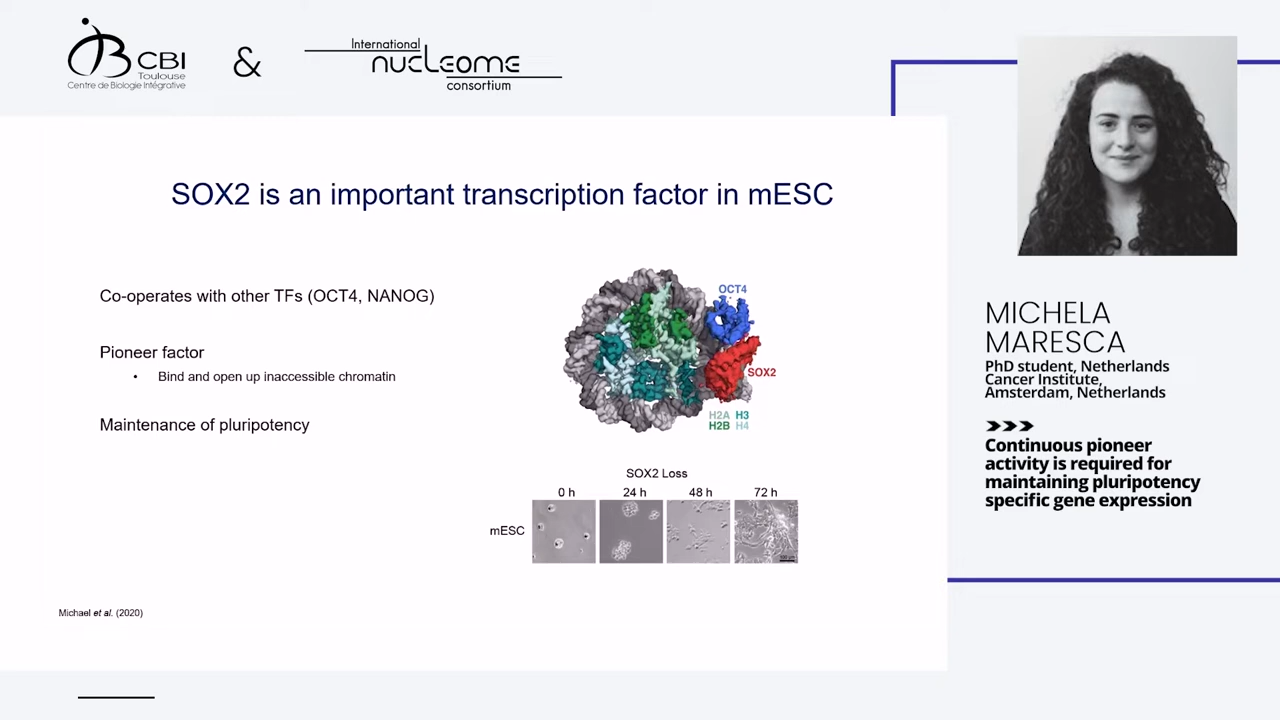 CBI
Toulouse
Centre de Biologie Intégrative
&
International
nucleome
consortium
SOX2 is an important transcription factor in mESC
Co-operates with other TFs (OCT4, NANOG)
Pioneer factor
• Bind and open up inaccessible chromatin
Maintenance of pluripotency
OCT4
SOX2
H2A H3
H2B H4
SOX2 Loss
0 h 24 h 48 h 72 h
mESC
Michael et al. (2020)
MICHELA
MARESCA
PhD student, Netherlands
Cancer Institute,
Amsterdam, Netherlands
Continuous pioneer
activity is required for
maintaining pluripotency
specific gene expression